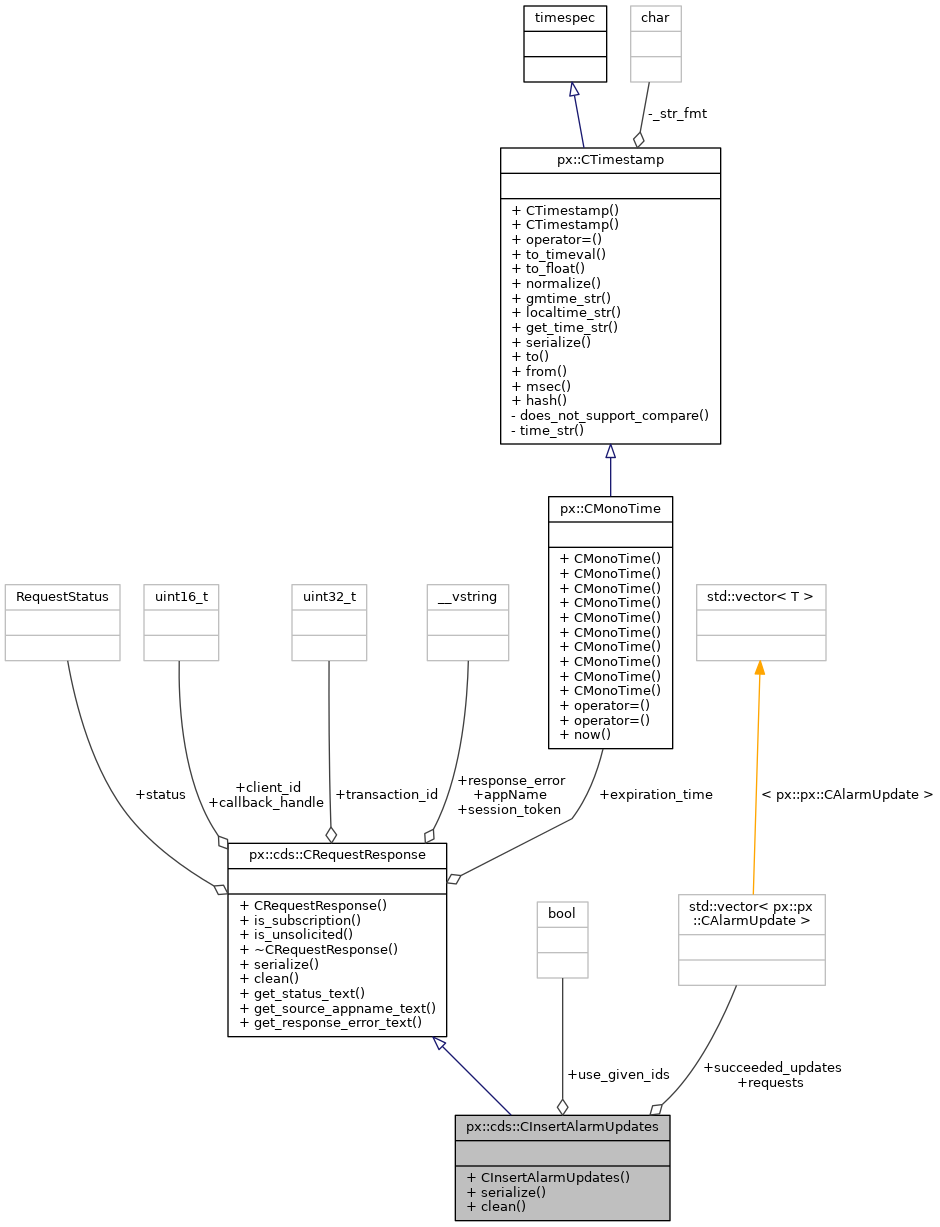 timespec
char
-_str_fmt
px::CTimestamp
+ CTimestamp()
+ CTimestamp()
+ operator=()
+ to_timeval()
+ to_float()
+ normalize()
+ gmtime_str()
+ localtime_str()
+ get_time_str()
+ serialize()
+ to()
+ from()
+ msec()
+ hash()
- does_not_support_compare()
- time_str()
px::CMonoTime
+ CMonoTime()
+ CMonoTime()
+ CMonoTime()
+ CMonoTime()
+ CMonoTime()
+ CMonoTime()
+ CMonoTime()
+ CMonoTime()
+ CMonoTime()
+ CMonoTime()
+ operator=()
+ operator=()
+ now()
RequestStatus
uint16_t
uint32_t
__vstring
std::vector< T >
+status
+client_id
+callback_handle
+transaction_id
+response_error
+appName
+session_token
+expiration_time
< px::px::CAlarmUpdate >
px::cds::CRequestResponse
+ CRequestResponse()
+ is_subscription()
+ is_unsolicited()
+ ~CRequestResponse()
+ serialize()
+ clean()
+ get_status_text()
+ get_source_appname_text()
+ get_response_error_text()
bool
std::vector< px::px
::CAlarmUpdate >
+use_given_ids
+succeeded_updates
+requests
px::cds::CInsertAlarmUpdates
+ CInsertAlarmUpdates()
+ serialize()
+ clean()